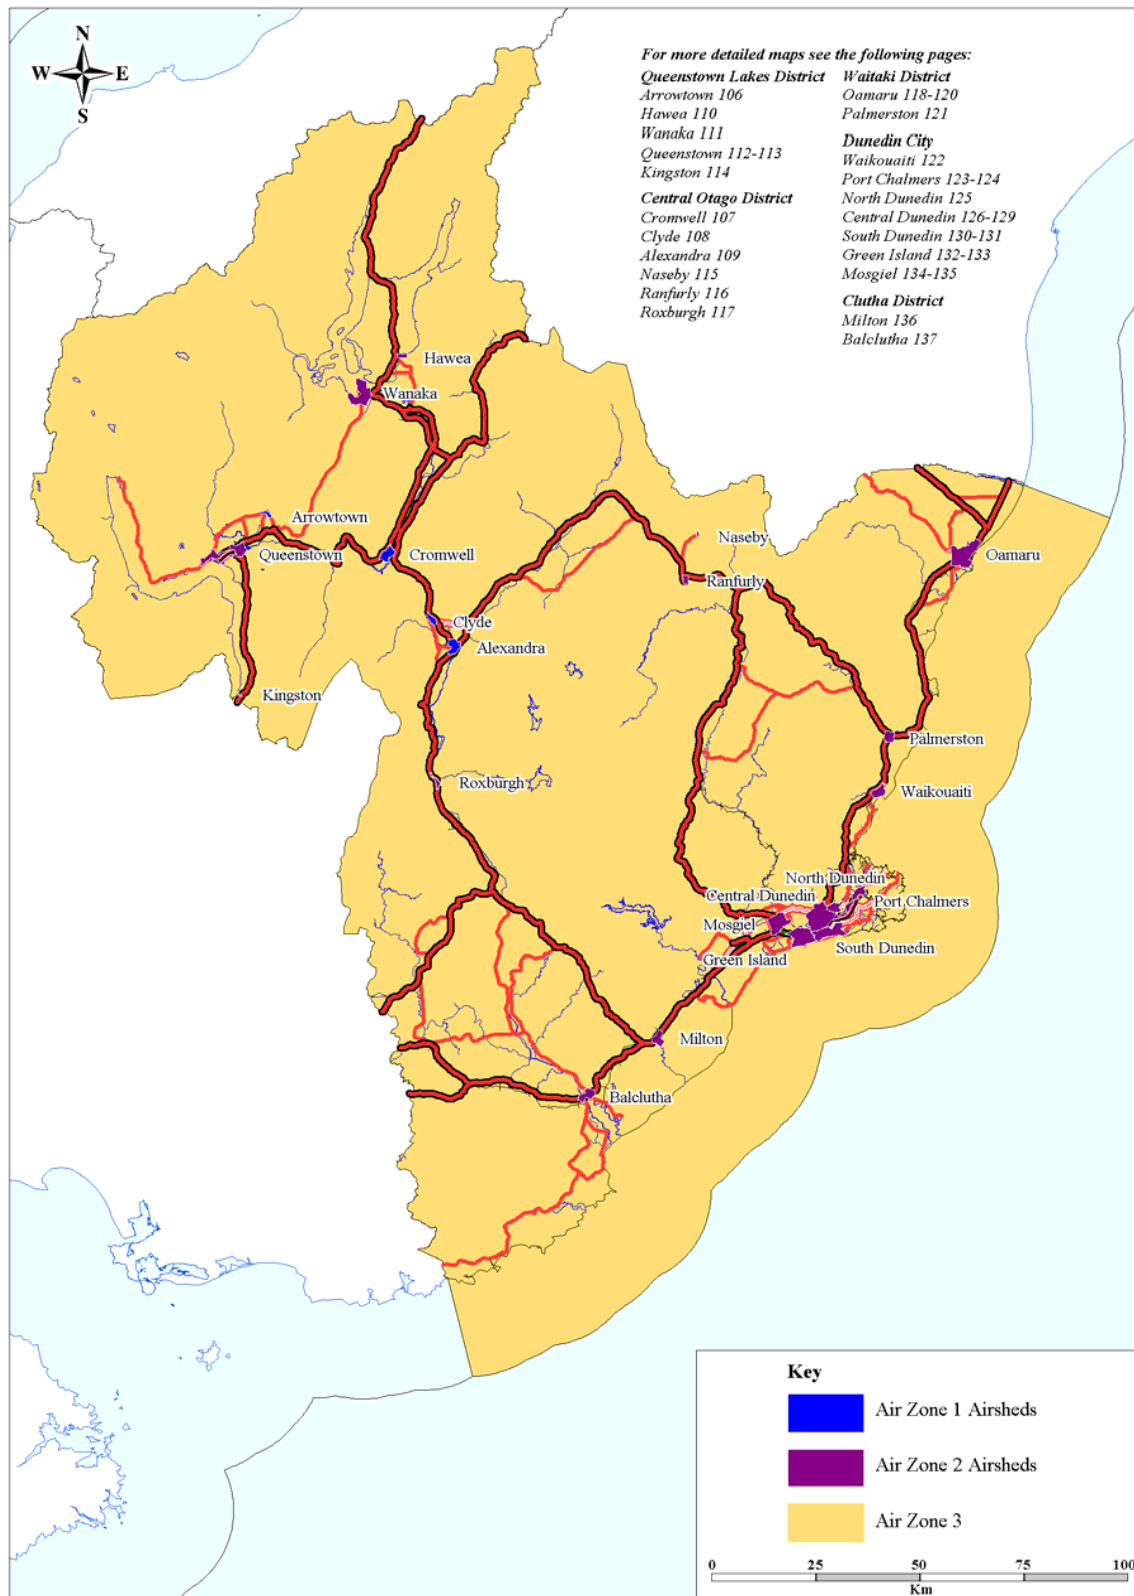 N
W E
S
For more detailed maps see the following pages:
Queenstown Lakes District
Arrowtown 106
Hawea 110
Wanaka 111
Queenstown 112-113
Kingston 114
Central Otago District
Cromwell 107
Clyde 108
Alexandra 109
Naseby 115
Ranfurly 116
Roxburgh 117
Waitaki District
Oamaru 118-120
Palmerston 121
Dunedin City
Waikouaiti 122
Port Chalmers 123-124
North Dunedin 125
Central Dunedin 126-129
South Dunedin 130-131
Green Island 132-133
Mosgiel 134-135
Clutha District
Milton 136
Balclutha 137
Hawea
Wanaka
Arrowtown
Queenstown
Cromwell
Naseby
Oamaru
Ranfurly
Clyde
Alexandra
Kingston
Palmerston
Roxburgh
Waikouaiti
North Dunedin
Central Dunedin
Port Chalmers
Mosgiel
South Dunedin
Green Island
Milton
Balclutha
Key
Air Zone 1 Airsheds
Air Zone 2 Airsheds
Air Zone 3
0 25 50 75 100
Km